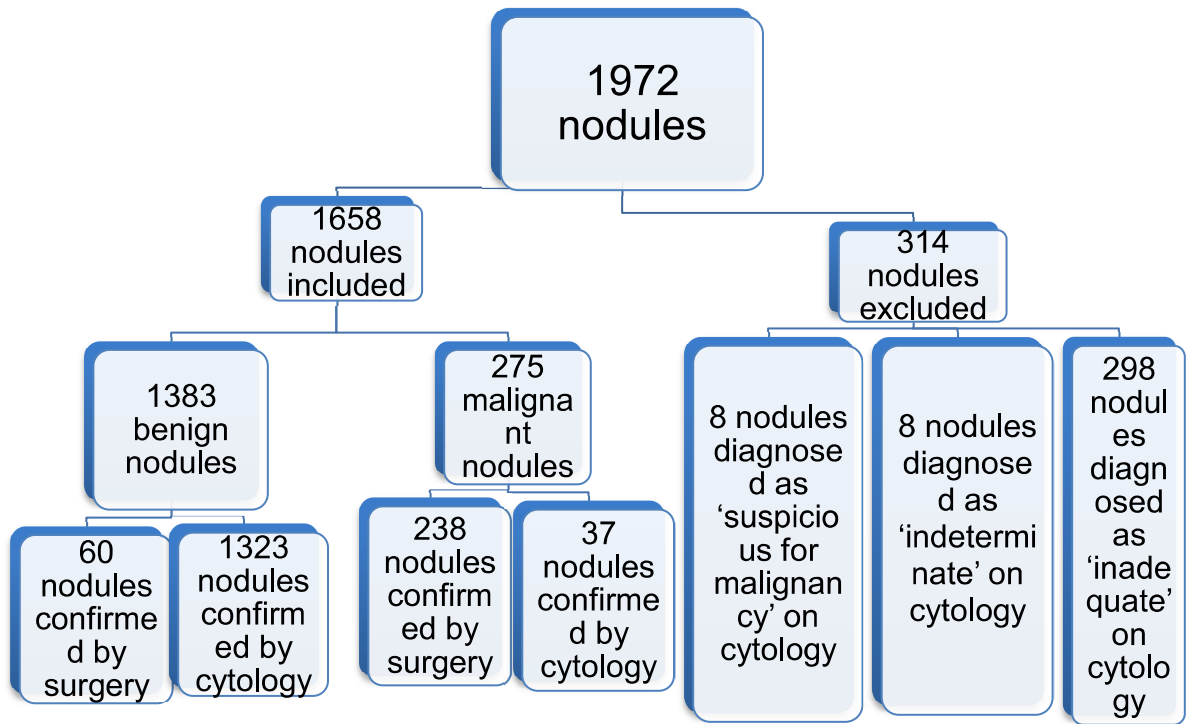 1972
nodules
1658
nodules
included
314
nodules
excluded
1383
benign
nodules
275
maligna
nt
nodules
60
nodules
confirme
d by
surgery
1323
nodules
confirm
ed by
cytology
238
nodules
confirm
ed by
surgery
37
nodules
confirme
d by
cytology
8 nodules
diagnose
d as
‘suspicio
us for
malignan
cy’ on
cytology
8 nodules
diagnose
d as
‘indetermi
nate’ on
cytology
298
nodul
es
diagn
osed
as
‘inade
quate’
on
cytolo
gy